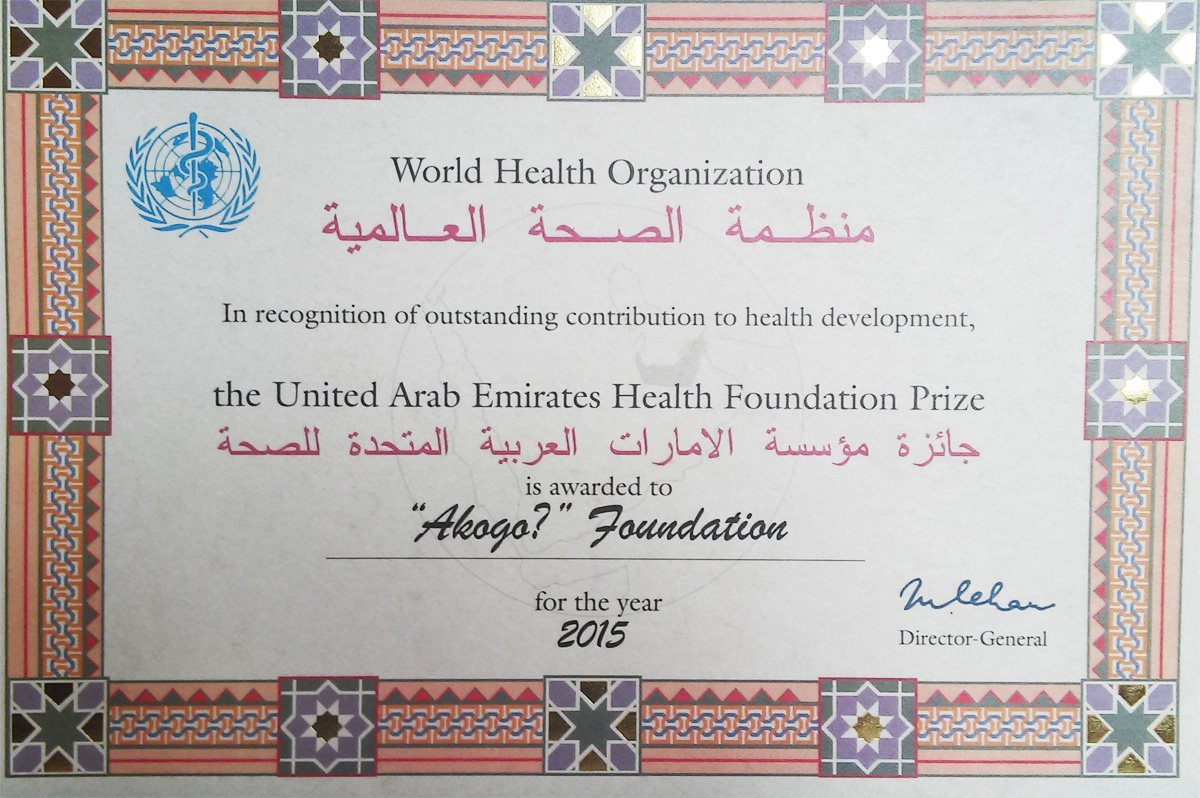 World Health Organization
منظمة الصحة العالمية
In recognition of outstanding contribution to health development,
the United Arab Emirates Health Foundation Prize
جائزة مؤسسة الامارات العربية المتحدة للصحة
is awarded to
“Akogo?” Foundation
for the year
2015
Director-General